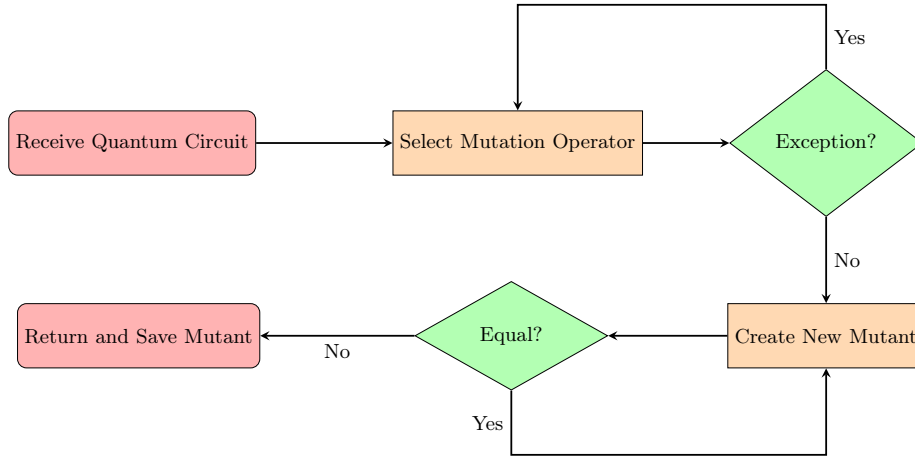 Yes
Receive Quantum Circuit
Select Mutation Operator
Exception?
No
Return and Save Mutant
No
Equal?
Create New Mutant
Yes